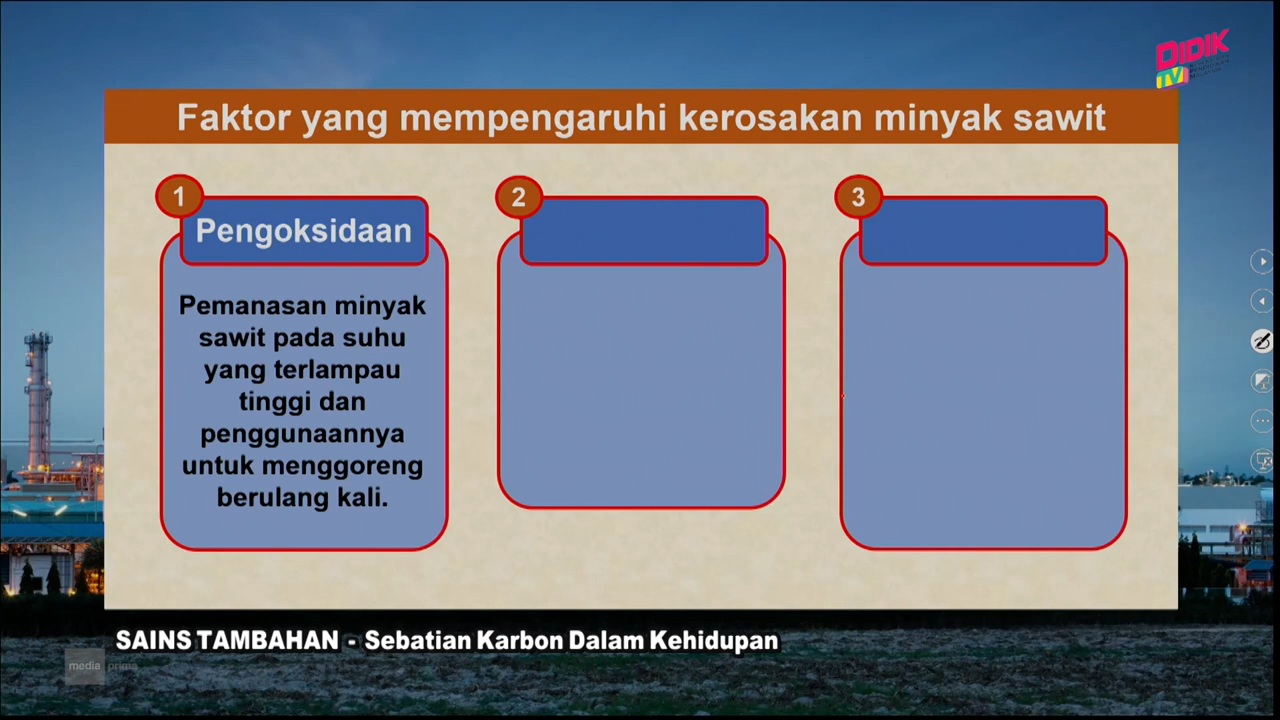 DIDIK
TV
Faktor yang mempengaruhi kerosakan minyak sawit
1
Pengoksidaan
Pemanasan minyak
sawit pada suhu
yang terlampau
tinggi dan
penggunaannya
untuk menggoreng
berulang kali.
2
3
SAINS TAMBAHAN - Sebatian Karbon Dalam Kehidupan
media prima